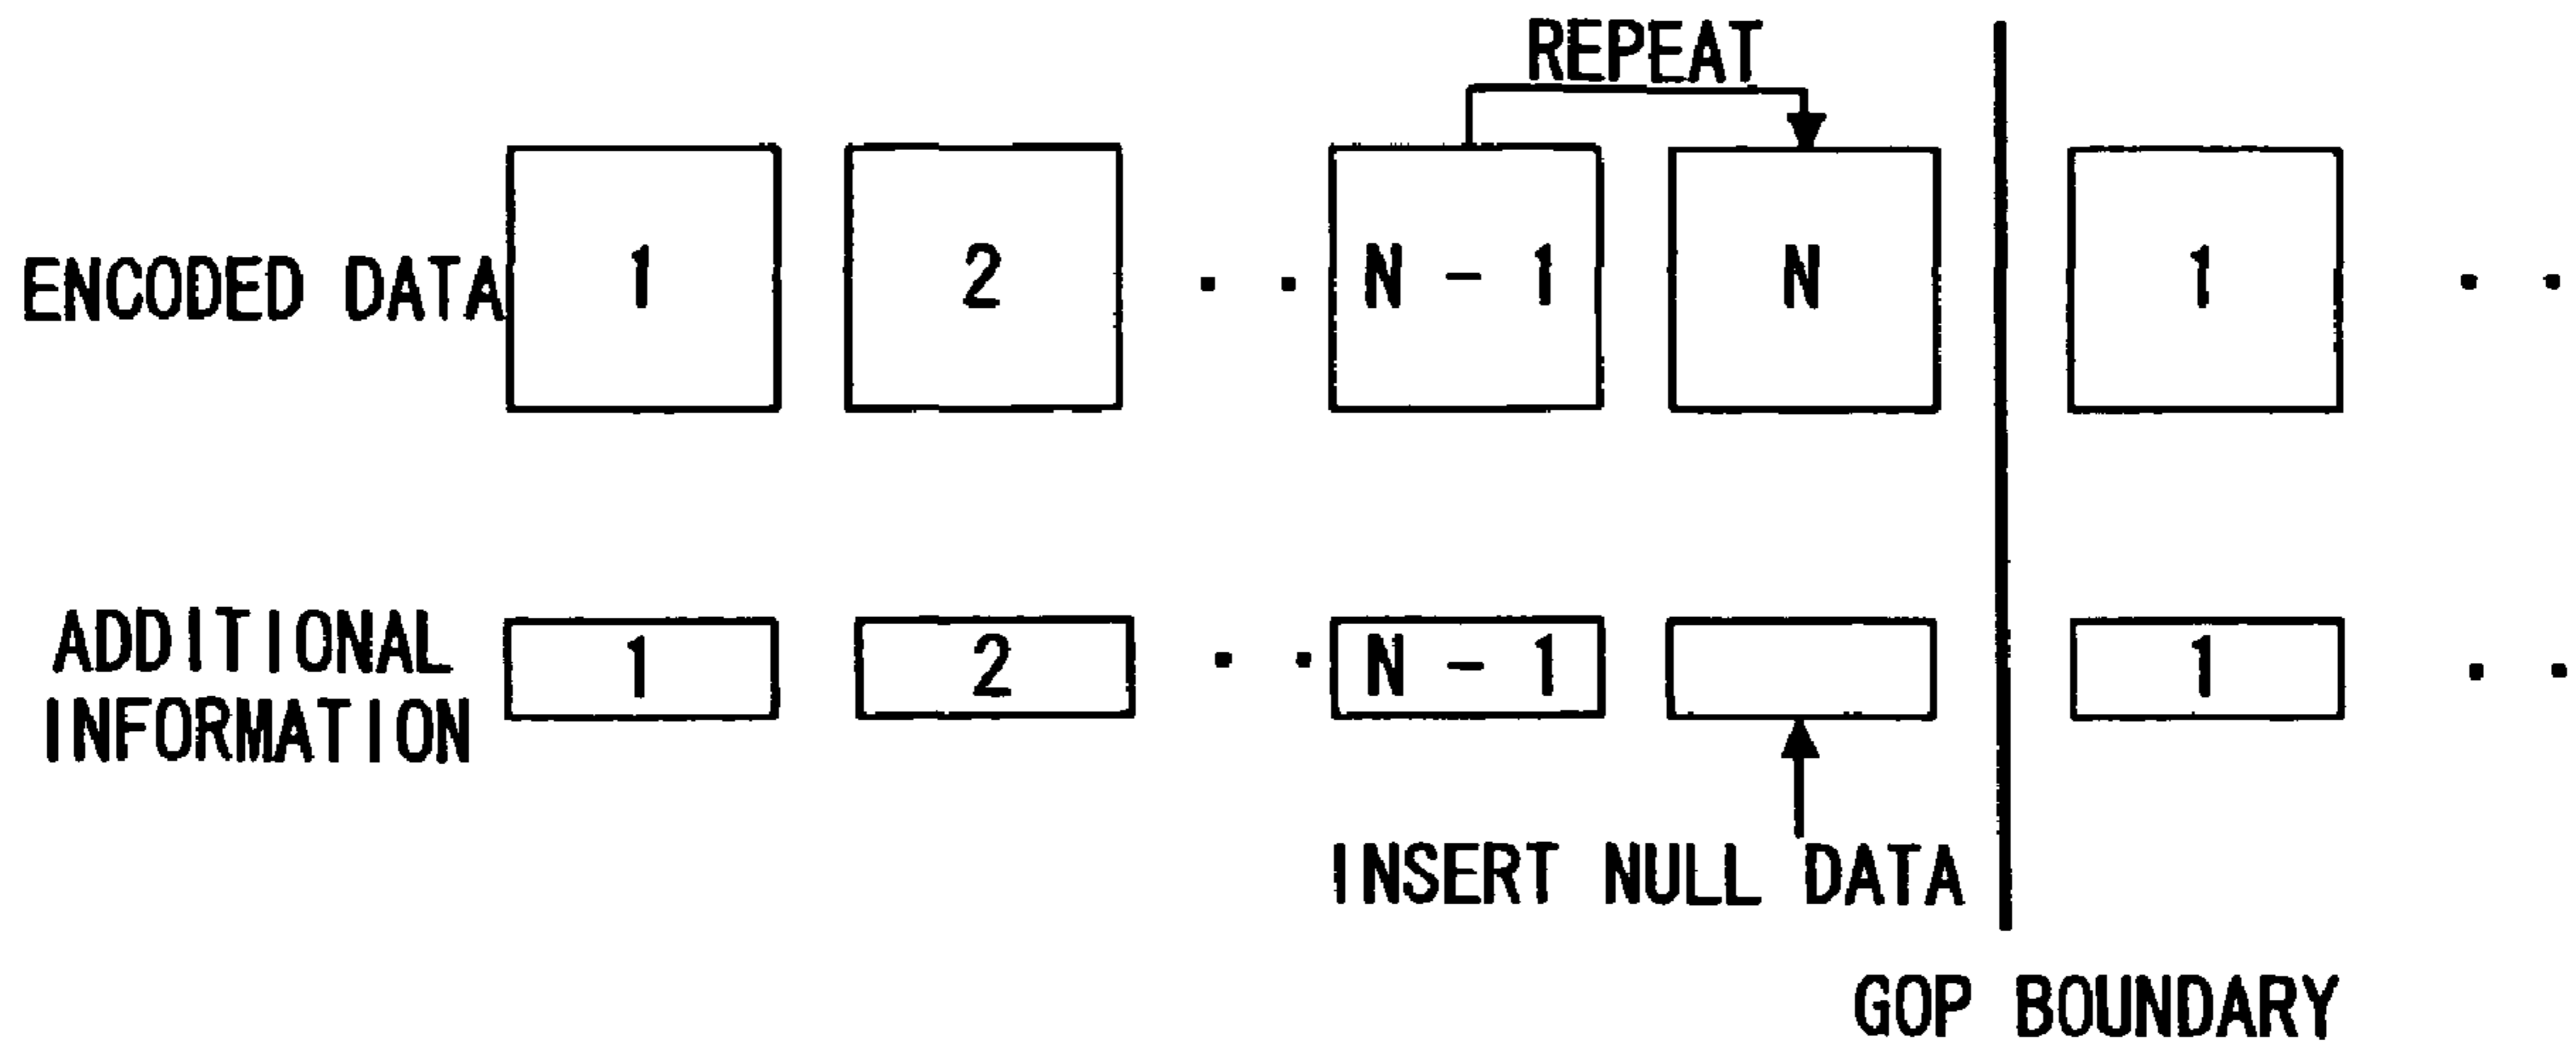 REPEAT
ENCODED DATA 1 2 . . N - 1 N 1 . .
ADDITIONAL
INFORMATION
1 2 . . N - 1 1 . .
INSERT NULL DATA
GOP BOUNDARY